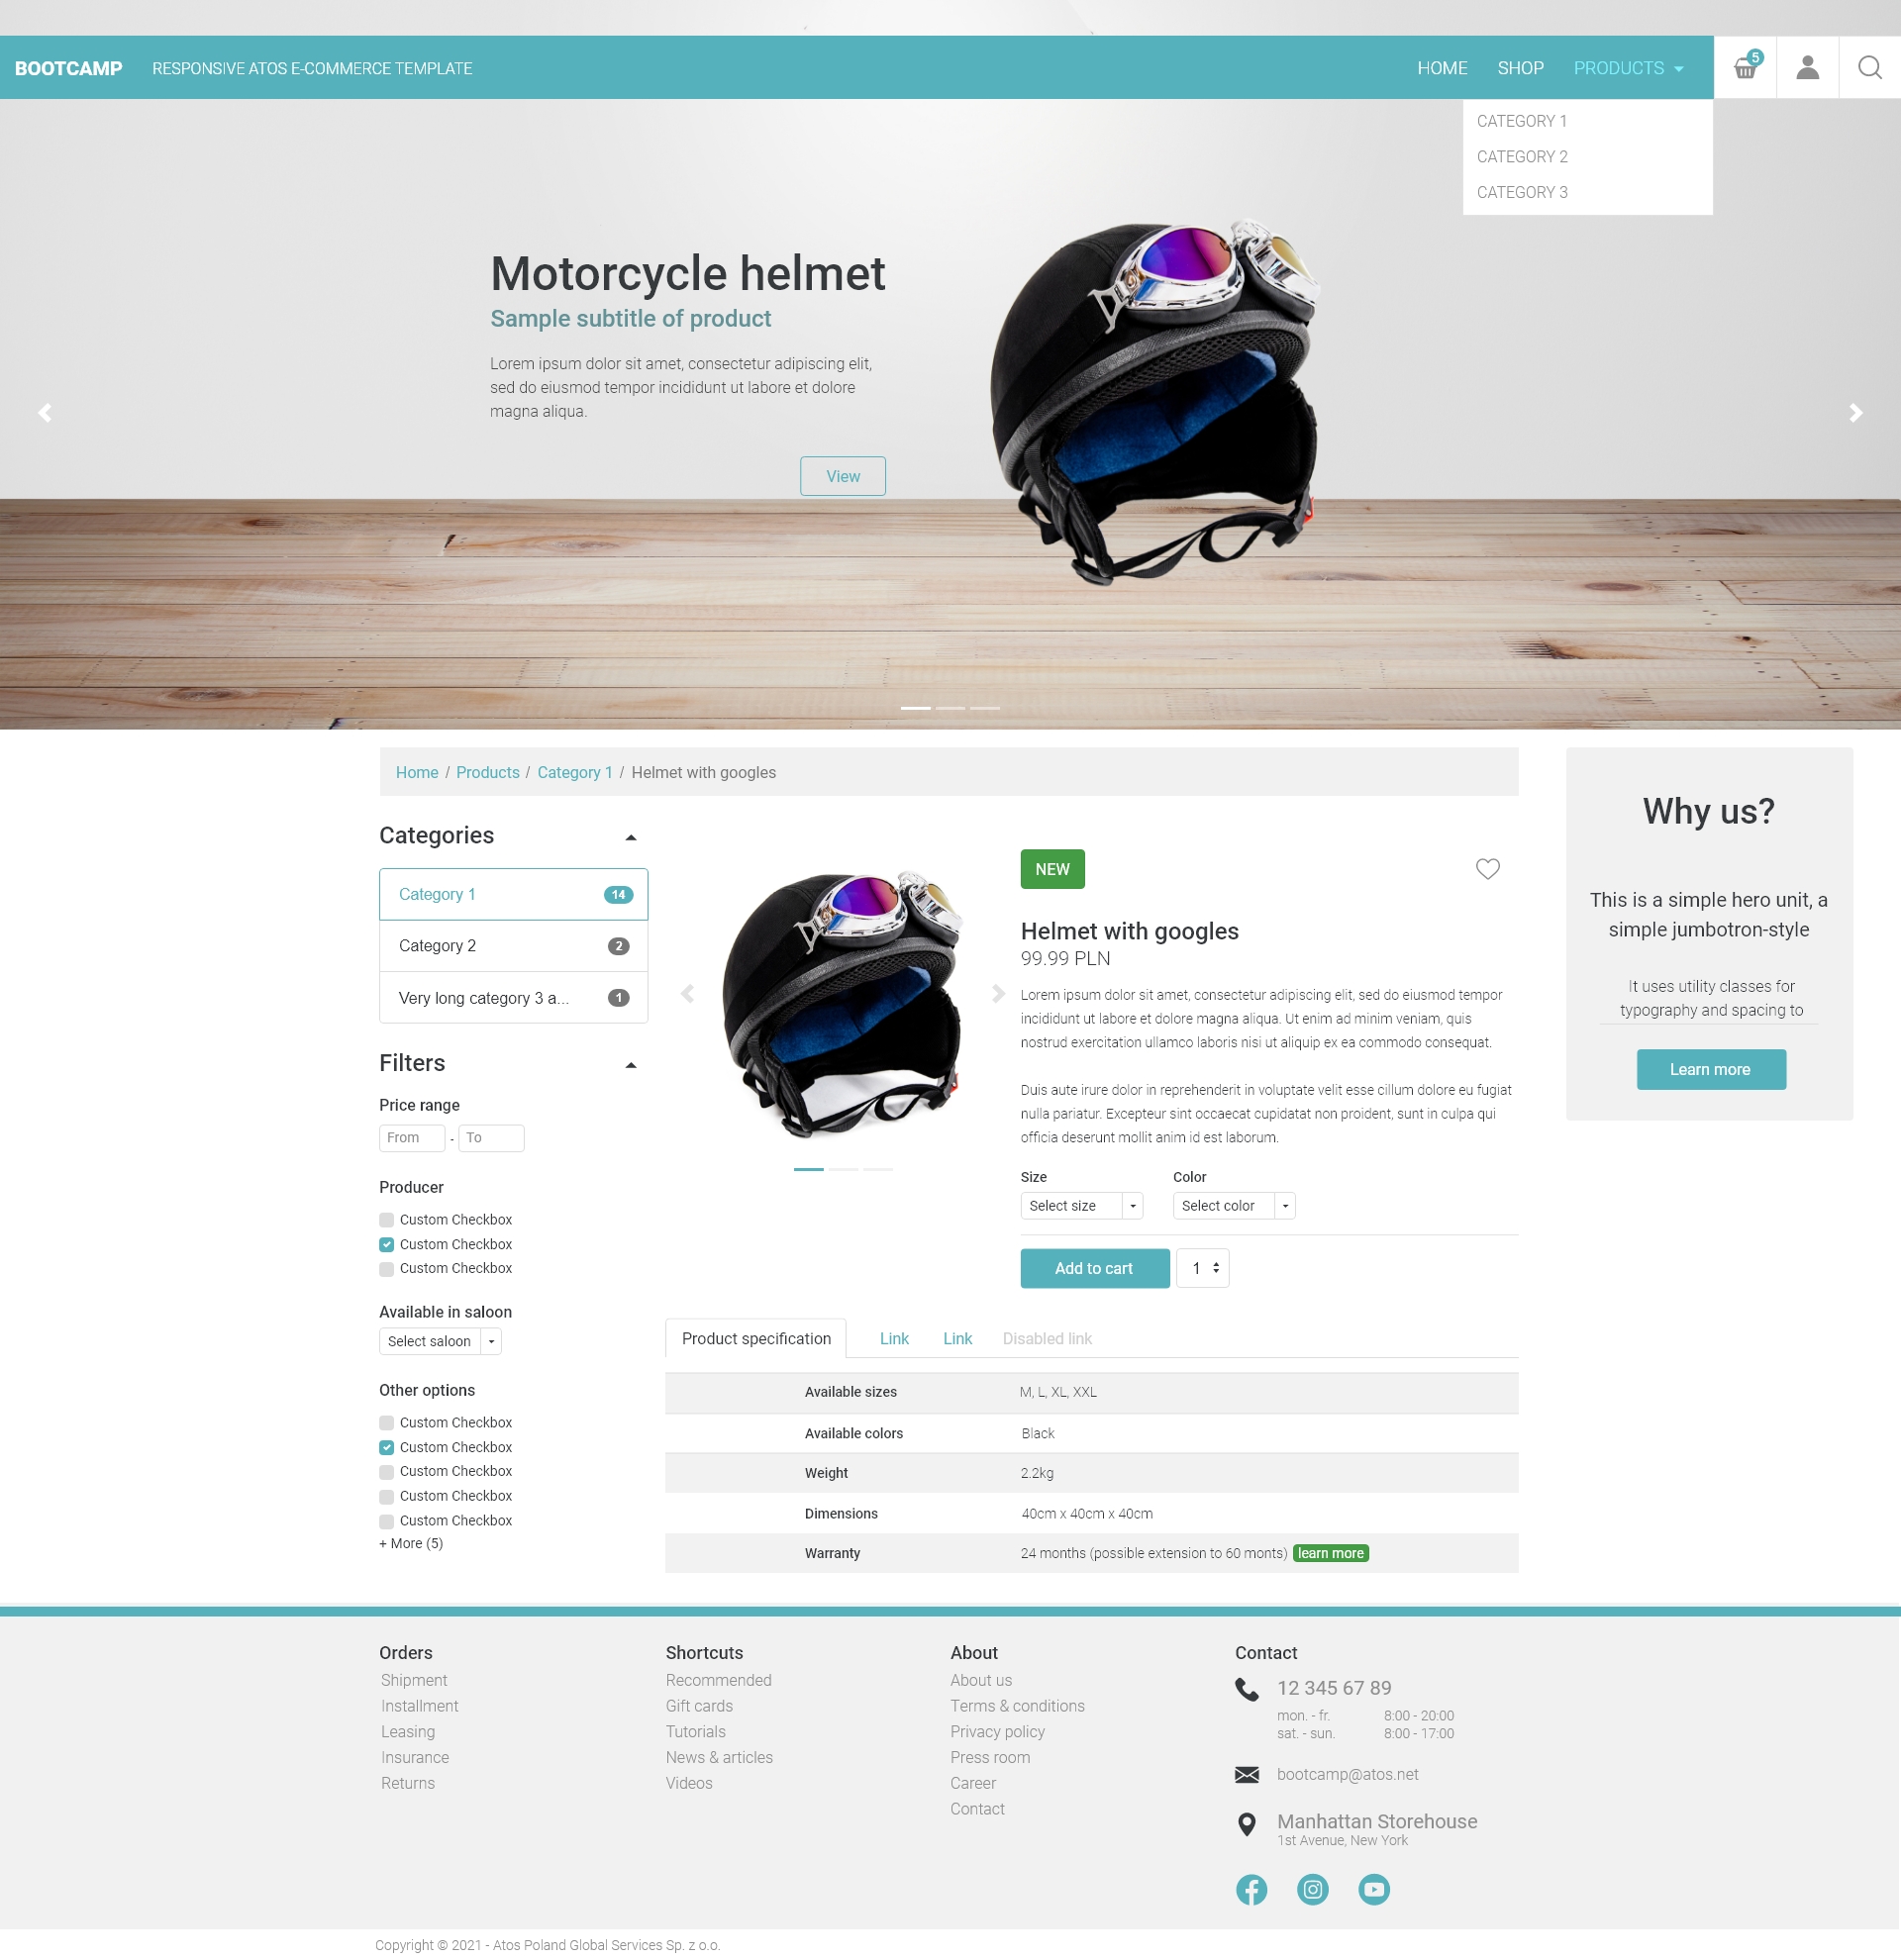 BOOTCAMP
RESPONSIVE ATOS E-COMMERCE TEMPLATE
HOME
SHOP
PRODUCTS
5
CATEGORY 1
CATEGORY 2
CATEGORY 3
Motorcycle helmet
Sample subtitle of product
Lorem ipsum dolor sit amet, consectetur adipiscing elit,
sed do eiusmod tempor incididunt ut labore et dolore
magna aliqua.
View
Home / Products / Category 1 / Helmet with googles
Categories
Category 1 14
Category 2 2
Very long category 3 a... 1
Filters
Price range
From - To
Producer
Custom Checkbox
Custom Checkbox
Custom Checkbox
Available in saloon
Select saloon
Other options
Custom Checkbox
Custom Checkbox
Custom Checkbox
Custom Checkbox
Custom Checkbox
+ More (5)
NEW
Helmet with googles
99.99 PLN
Lorem ipsum dolor sit amet, consectetur adipiscing elit, sed do eiusmod tempor
incididunt ut labore et dolore magna aliqua. Ut enim ad minim veniam, quis
nostrud exercitation ullamco laboris nisi ut aliquip ex ea commodo consequat.
Duis aute irure dolor in reprehenderit in voluptate velit esse cillum dolore eu fugiat
nulla pariatur. Excepteur sint occaecat cupidatat non proident, sunt in culpa qui
officia deserunt mollit anim id est laborum.
Size
Select size
Color
Select color
Add to cart
1
Product specification
Link
Link
Disabled link
Available sizes M, L, XL, XXL
Available colors Black
Weight 2.2kg
Dimensions 40cm x 40cm x 40cm
Warranty 24 months (possible extension to 60 monts) learn more
Why us?
This is a simple hero unit, a
simple jumbotron-style
It uses utility classes for
typography and spacing to
Learn more
Orders
Shipment
Installment
Leasing
Insurance
Returns
Shortcuts
Recommended
Gift cards
Tutorials
News & articles
Videos
About
About us
Terms & conditions
Privacy policy
Press room
Career
Contact
Contact
12 345 67 89
mon. - fr. 8:00 - 20:00
sat. - sun. 8:00 - 17:00
bootcamp@atos.net
Manhattan Storehouse
1st Avenue, New York
Copyright © 2021 - Atos Poland Global Services Sp. z o.o.